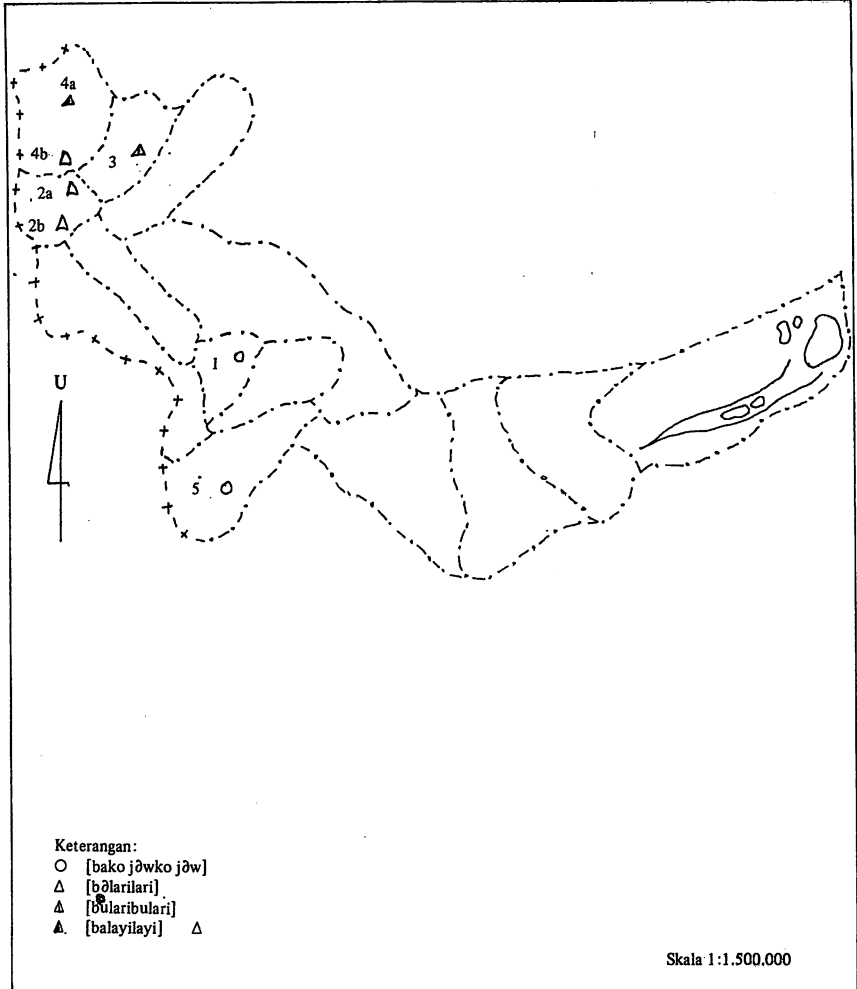 4a
4b
3
2a
2b
1
U
5
Keterangan:
[bako jəwko jəw]
[bəlarilari]
[bularibulari]
[balayilayi]
Skala 1:1.500.000